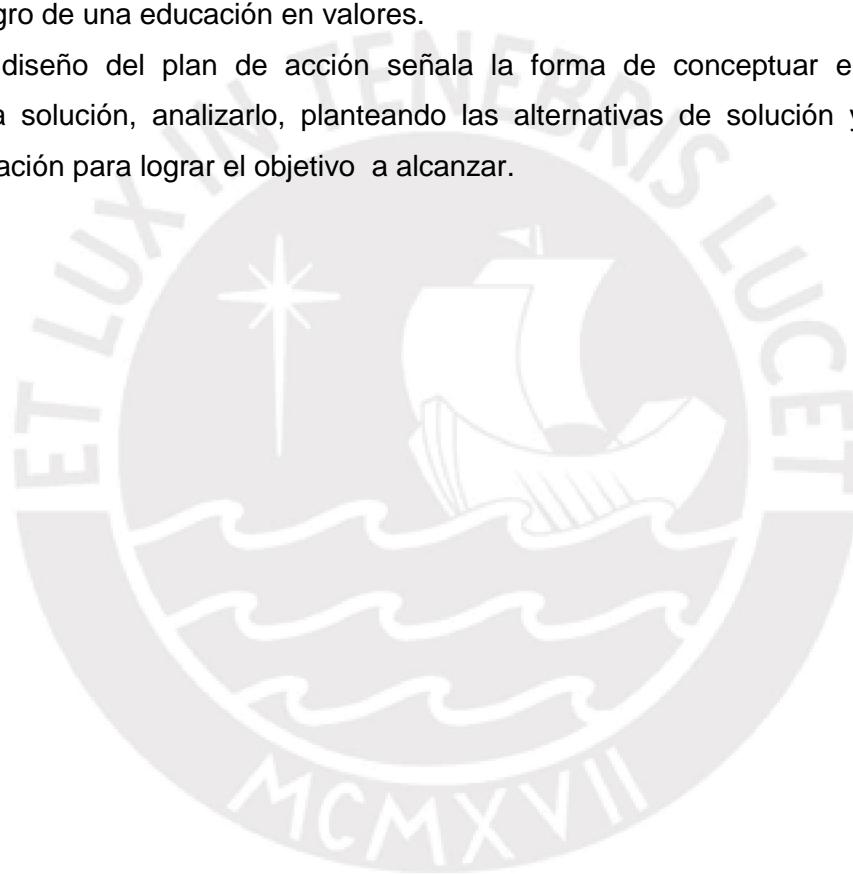 gro de una educación en valores.
diseño del plan de acción señala la forma de conceptuar e
a solución, analizarlo, planteando las alternativas de solución y
ación para lograr el objetivo a alcanzar.
ET LUX IN TENEBRIS LUCET
MCMXVII